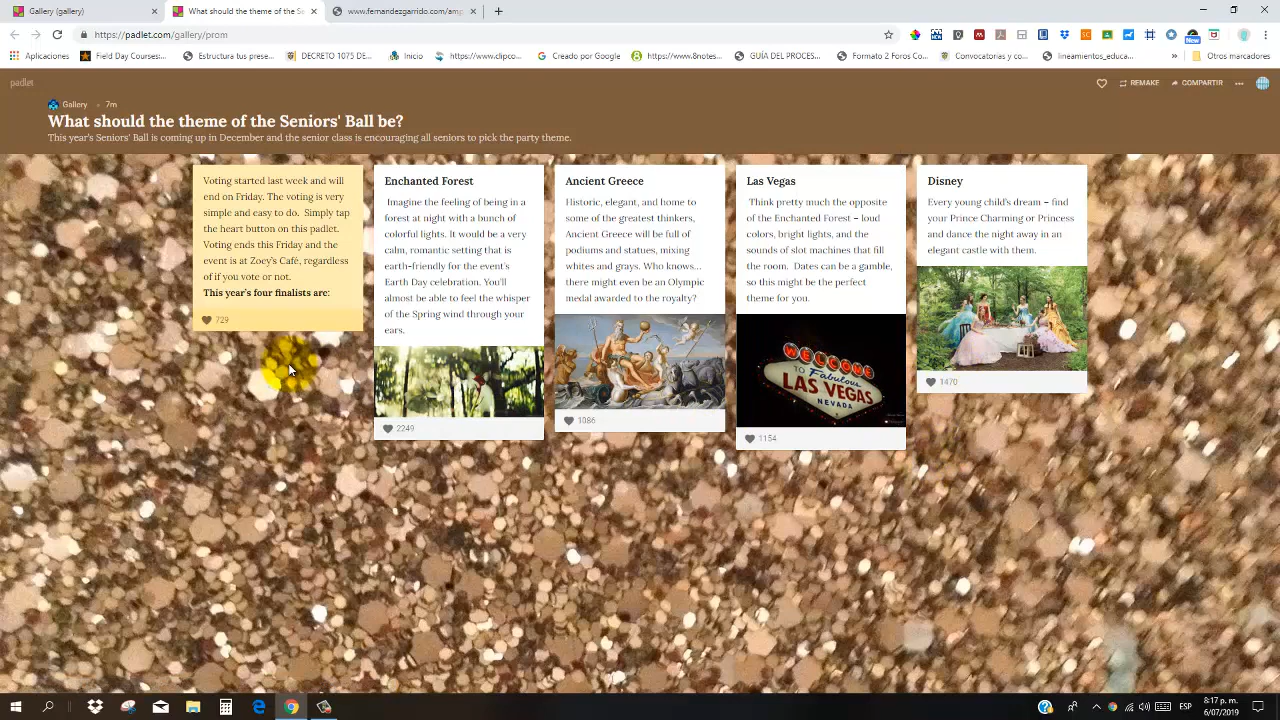 Gallery (gallery)
What should the theme of the Se
www.fernandezgarrido.com/amp
https://padlet.com/gallery/prom
Aplicaciones
Field Day Courses:...
Estructura tus prese...
DECRETO 1075 DE...
Inicio
https://www.clipco...
Creado por Google
https://www.8notes...
GUÍA DEL PROCES...
Formato 2 Foros Co...
Convocatorias y co...
lineamientos_educa...
Otros marcadores
New
padlet
REMAKE
COMPARTIR
Gallery
7m
What should the theme of the Seniors' Ball be?
This year's Seniors' Ball is coming up in December and the senior class is encouraging all seniors to pick the party theme.
Voting started last week and will
end on Friday. The voting is very
simple and easy to do. Simply tap
the heart button on this padlet.
Voting ends this Friday and the
event is at Zoey's Café, regardless
of if you vote or not.
This year's four finalists are:
729
Enchanted Forest
Imagine the feeling of being in a
forest at night with a bunch of
colorful lights. It would be a very
calm, romantic setting that is
earth-friendly for the event's
Earth Day celebration. You'll
almost be able to feel the whisper
of the Spring wind through your
ears.
2249
Ancient Greece
Historic, elegant, and home to
some of the greatest thinkers,
Ancient Greece will be full of
podiums and statues, mixing
whites and grays. Who knows...
there might even be an Olympic
medal awarded to the royalty?
1086
Las Vegas
Think pretty much the opposite
of the Enchanted Forest – loud
colors, bright lights, and the
sounds of slot machines that fill
the room. Dates can be a gamble,
so this might be the perfect
theme for you.
WELCOME
TO Fabulous
LAS VEGAS
NEVADA
1154
Disney
Every young child's dream – find
your Prince Charming or Princess
and dance the night away in an
elegant castle with them.
1470
ESP
8:17 p. m.
6/07/2019